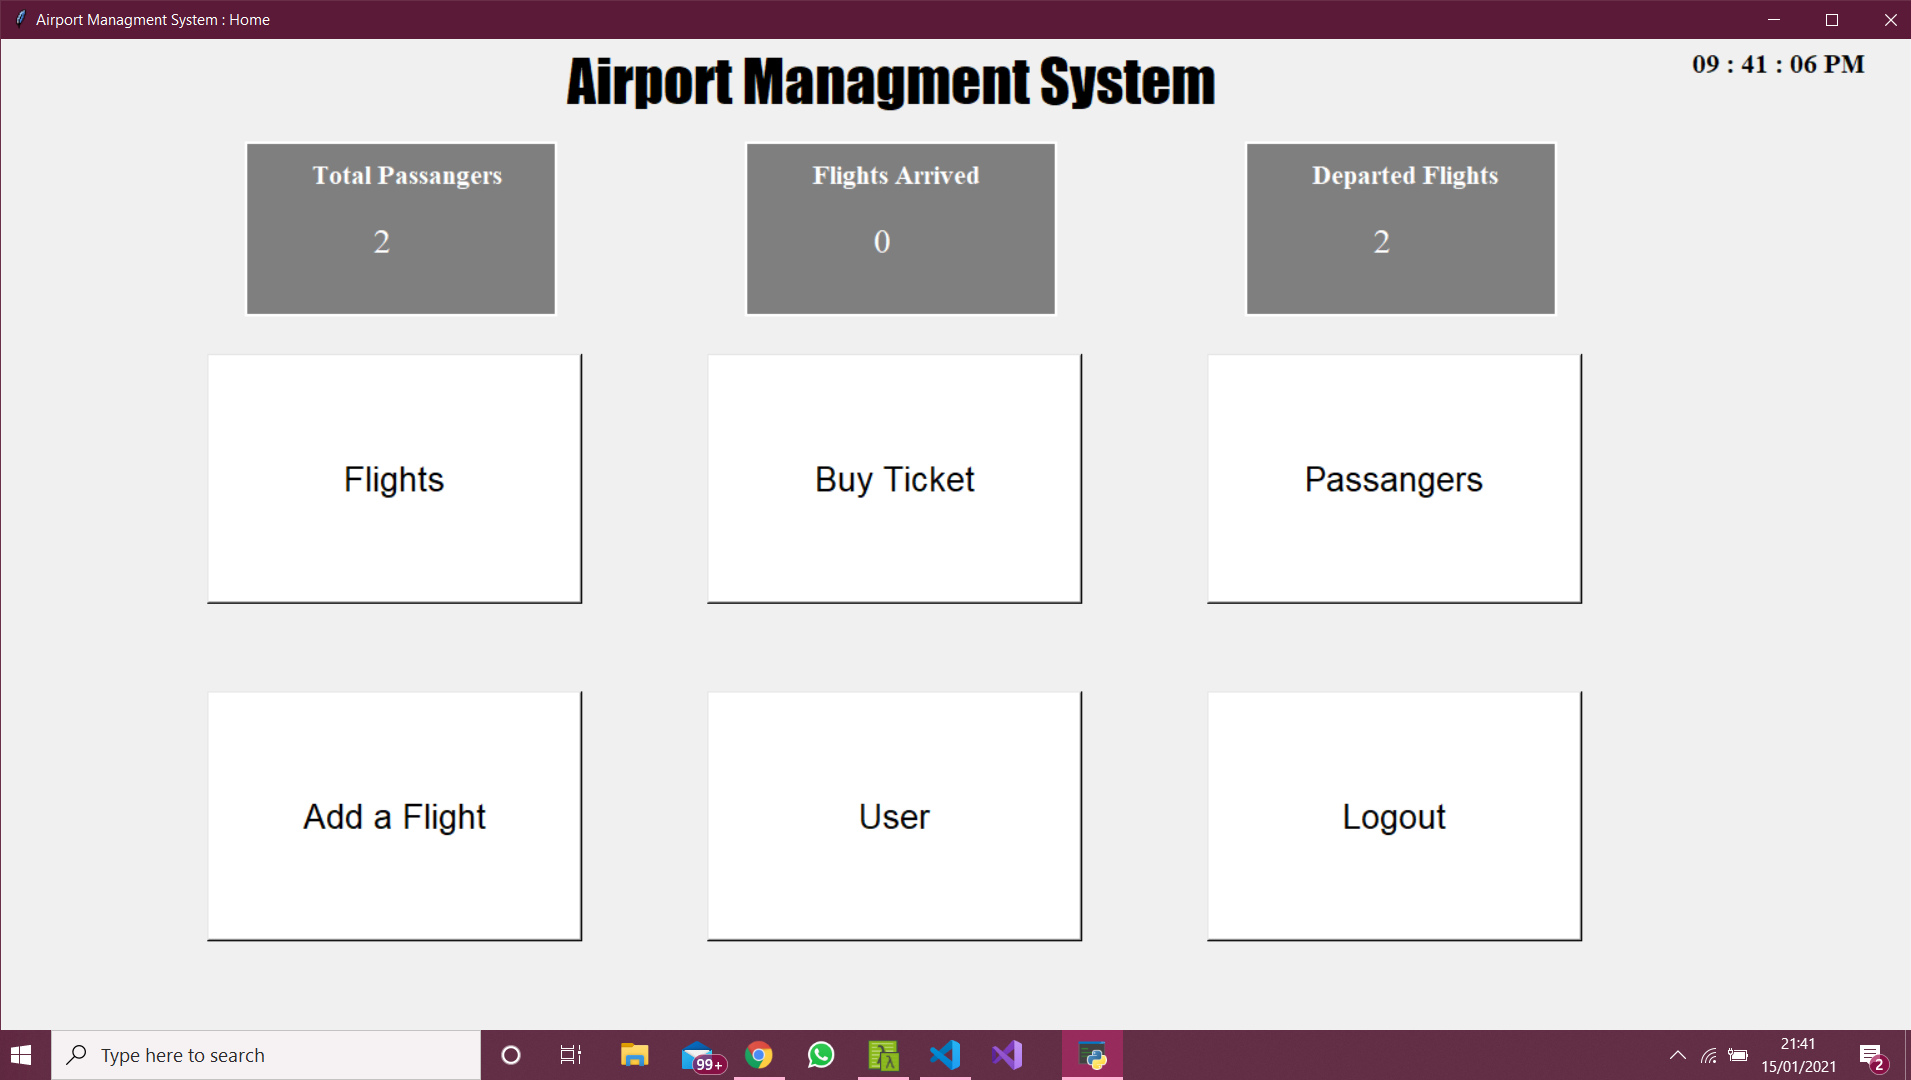 Airport Managment System : Home
Airport Managment System
09 : 41 : 06 PM
Total Passangers
2
Flights Arrived
0
Departed Flights
2
Flights
Buy Ticket
Passangers
Add a Flight
User
Logout
Type here to search
99+
λ
21:41
15/01/2021
2